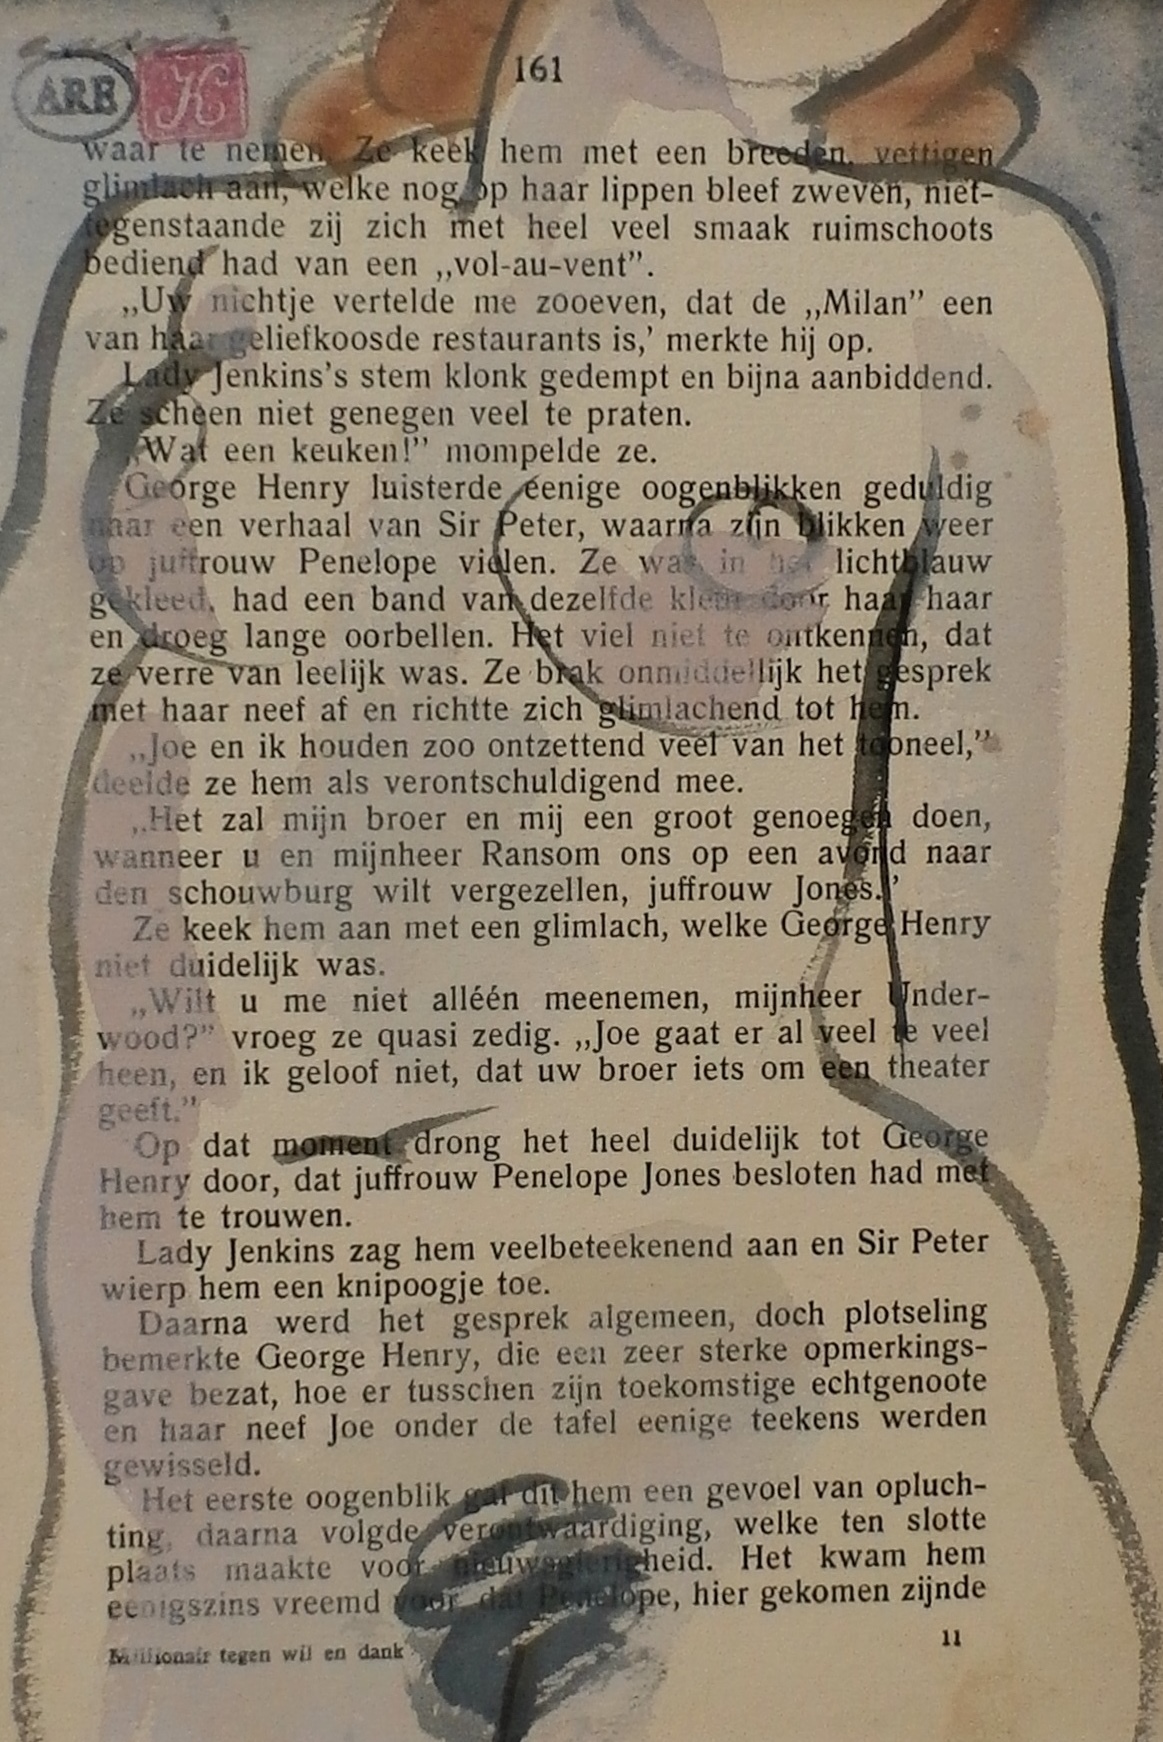 ARB
K
161
waar te nemen. Ze keek hem met een breeden, vettigen
glimlach aan, welke nog op haar lippen bleef zweven, niet-
tegenstaande zij zich met heel veel smaak ruimschoots
bediend had van een „vol-au-vent”.
„Uw nichtje vertelde me zooeven, dat de „Milan” een
van haar geliefkoosde restaurants is,’ merkte hij op.
Lady Jenkins's stem klonk gedempt en bijna aanbiddend.
Ze scheen niet genegen veel te praten.
„Wat een keuken!” mompelde ze.
George Henry luisterde eenige oogenblikken geduldig
naar een verhaal van Sir Peter, waarna zijn blikken weer
op juffrouw Penelope vielen. Ze was in het lichtblauw
gekleed, had een band van dezelfde kleur door haar haar
en droeg lange oorbellen. Het viel niet te ontkennen, dat
ze verre van leelijk was. Ze brak onmiddellijk het gesprek
met haar neef af en richtte zich glimlachend tot hem.
„Joe en ik houden zoo ontzettend veel van het tooneel,”
deelde ze hem als verontschuldigend mee.
„Het zal mijn broer en mij een groot genoegen doen,
wanneer u en mijnheer Ransom ons op een avond naar
den schouwburg wilt vergezellen, juffrouw Jones.”
Ze keek hem aan met een glimlach, welke George Henry
niet duidelijk was.
„Wilt u me niet alléén meenemen, mijnheer Under-
wood?” vroeg ze quasi zedig. „Joe gaat er al veel te veel
heen, en ik geloof niet, dat uw broer iets om een theater
geeft.”
Op dat moment drong het heel duidelijk tot George
Henry door, dat juffrouw Penelope Jones besloten had met
hem te trouwen.
Lady Jenkins zag hem veelbeteekenend aan en Sir Peter
wierp hem een knipoogje toe.
Daarna werd het gesprek algemeen, doch plotseling
bemerkte George Henry, die een zeer sterke opmerkings-
gave bezat, hoe er tusschen zijn toekomstige echtgenoote
en haar neef Joe onder de tafel eenige teekens werden
gewisseld.
Het eerste oogenblik gaf dit hem een gevoel van opluch-
ting, daarna volgde verontwaardiging, welke ten slotte
plaats maakte voor nieuwsgierigheid. Het kwam hem
eenigszins vreemd voor, dat Penelope, hier gekomen zijnde
Millionair tegen wil en dank
11